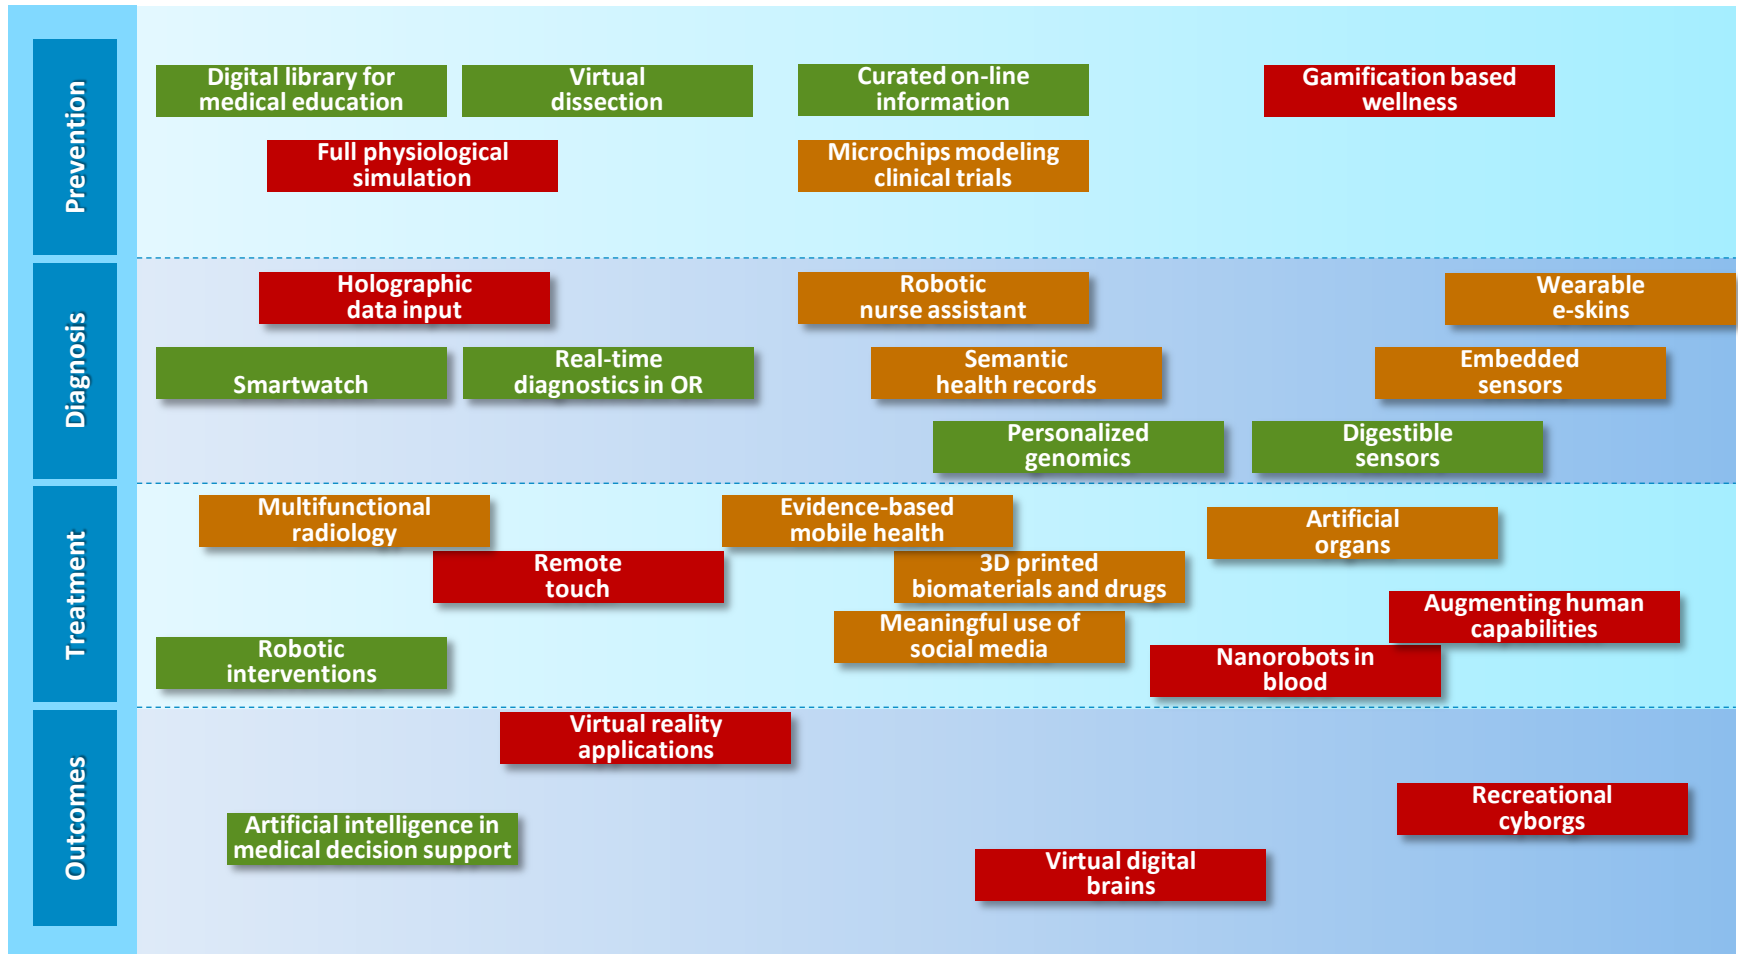 Prevention
Digital library for
medical education
Virtual
dissection
Curated on-line
information
Gamification based
wellness
Full physiological
simulation
Microchips modeling
clinical trials
Diagnosis
Holographic
data input
Robotic
nurse assistant
Wearable
e-skins
Smartwatch
Real-time
diagnostics in OR
Semantic
health records
Embedded
sensors
Personalized
genomics
Digestible
sensors
Treatment
Multifunctional
radiology
Evidence-based
mobile health
Artificial
organs
Remote
touch
3D printed
biomaterials and drugs
Augmenting human
capabilities
Meaningful use of
social media
Robotic
interventions
Nanorobots in
blood
Outcomes
Virtual reality
applications
Recreational
cyborgs
Artificial intelligence in
medical decision support
Virtual digital
brains